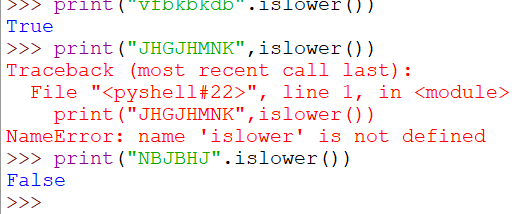 >>> print("vfbkbkdb".islower())
True
>>> print("JHGJHMNK",islower())
Traceback (most recent call last):
  File "<pyshell#22>", line 1, in <module>
    print("JHGJHMNK",islower())
NameError: name 'islower' is not defined
>>> print("NBJBHJ".islower())
False
>>>